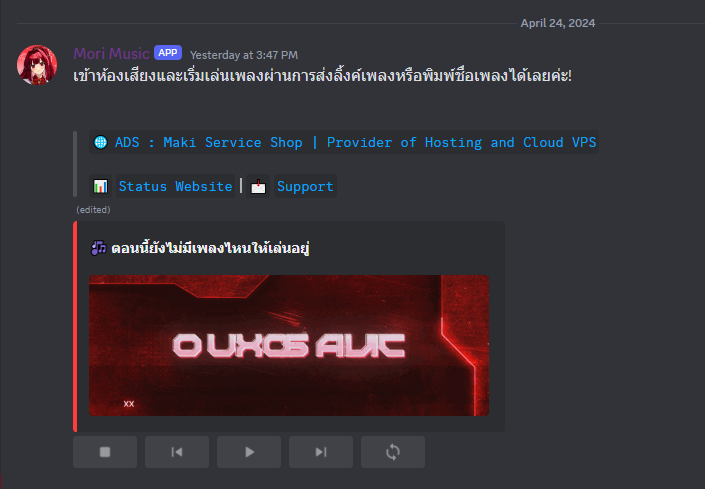 April 24, 2024
Mori Music APP Yesterday at 3:47 PM
เข้าห้องเสียงและเริ่มเล่นเพลงผ่านการส่งลิ้งค์เพลงหรือพิมพ์ชื่อเพลงได้เลยค่ะ!
ADS : Maki Service Shop | Provider of Hosting and Cloud VPS
Status Website | Support
(edited)
ตอนนี้ยังไม่มีเพลงไหนให้เล่นอยู่
xx